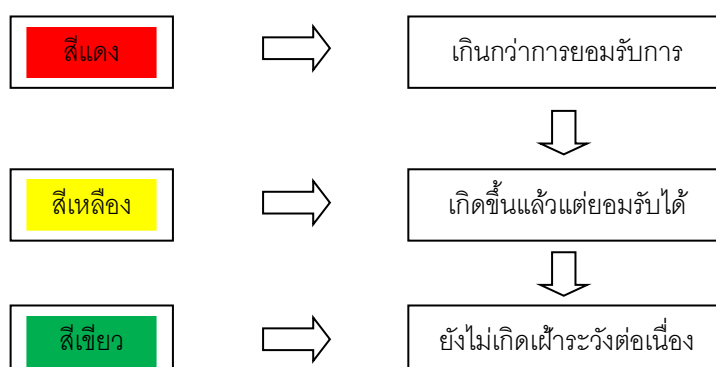 สีแดง
เกินกว่าการยอมรับการ
สีเหลือง
เกิดขึ้นแล้วแต่ยอมรับได้
สีเขียว
ยังไม่เกิดเฝ้าระวังต่อเนื่อง